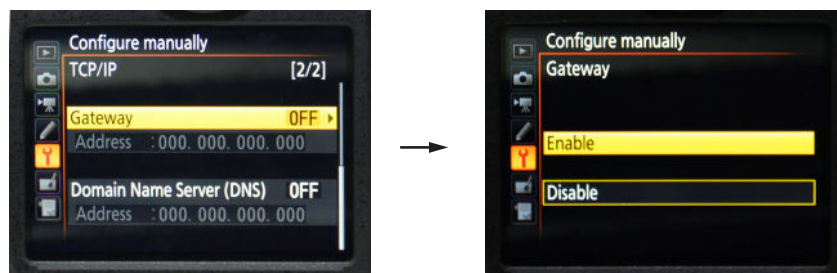 Configure manually
TCP/IP [2/2]
Gateway OFF
Address :000. 000. 000. 000
Domain Name Server (DNS) OFF
Address :000. 000. 000. 000
Configure manually
Gateway
Enable
Disable